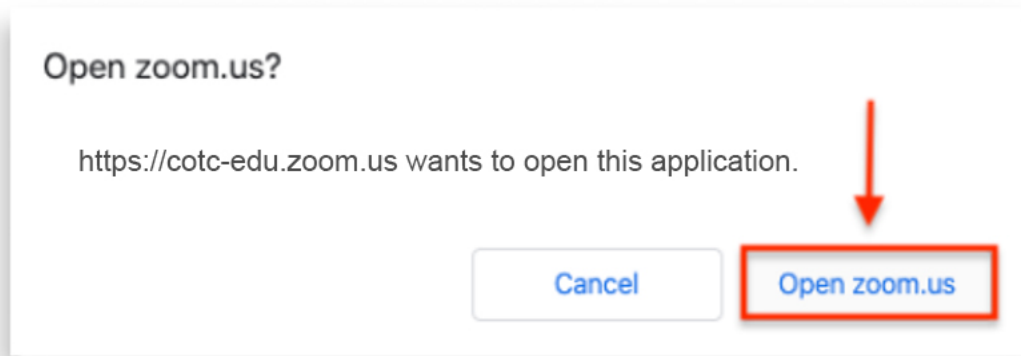 Open zoom.us?
https://cotc-edu.zoom.us wants to open this application.
Cancel
Open zoom.us